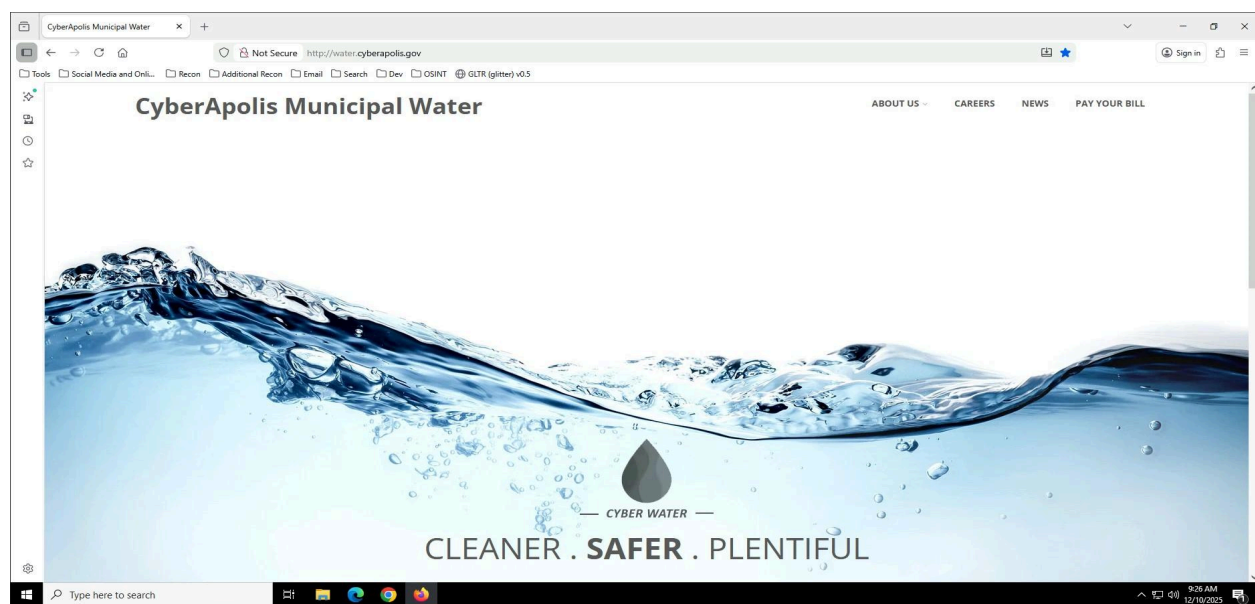 CyberApolis Municipal Water
Not Secure http://water.cyberapolis.gov
Sign in
Tools Social Media and Onli... Recon Additional Recon Email Search Dev OSINT GLTR (glitter) v0.5
CyberApolis Municipal Water
ABOUT US CAREERS NEWS PAY YOUR BILL
CYBER WATER
CLEANER . SAFER . PLENTIFUL
Type here to search
9:26 AM
12/10/2025